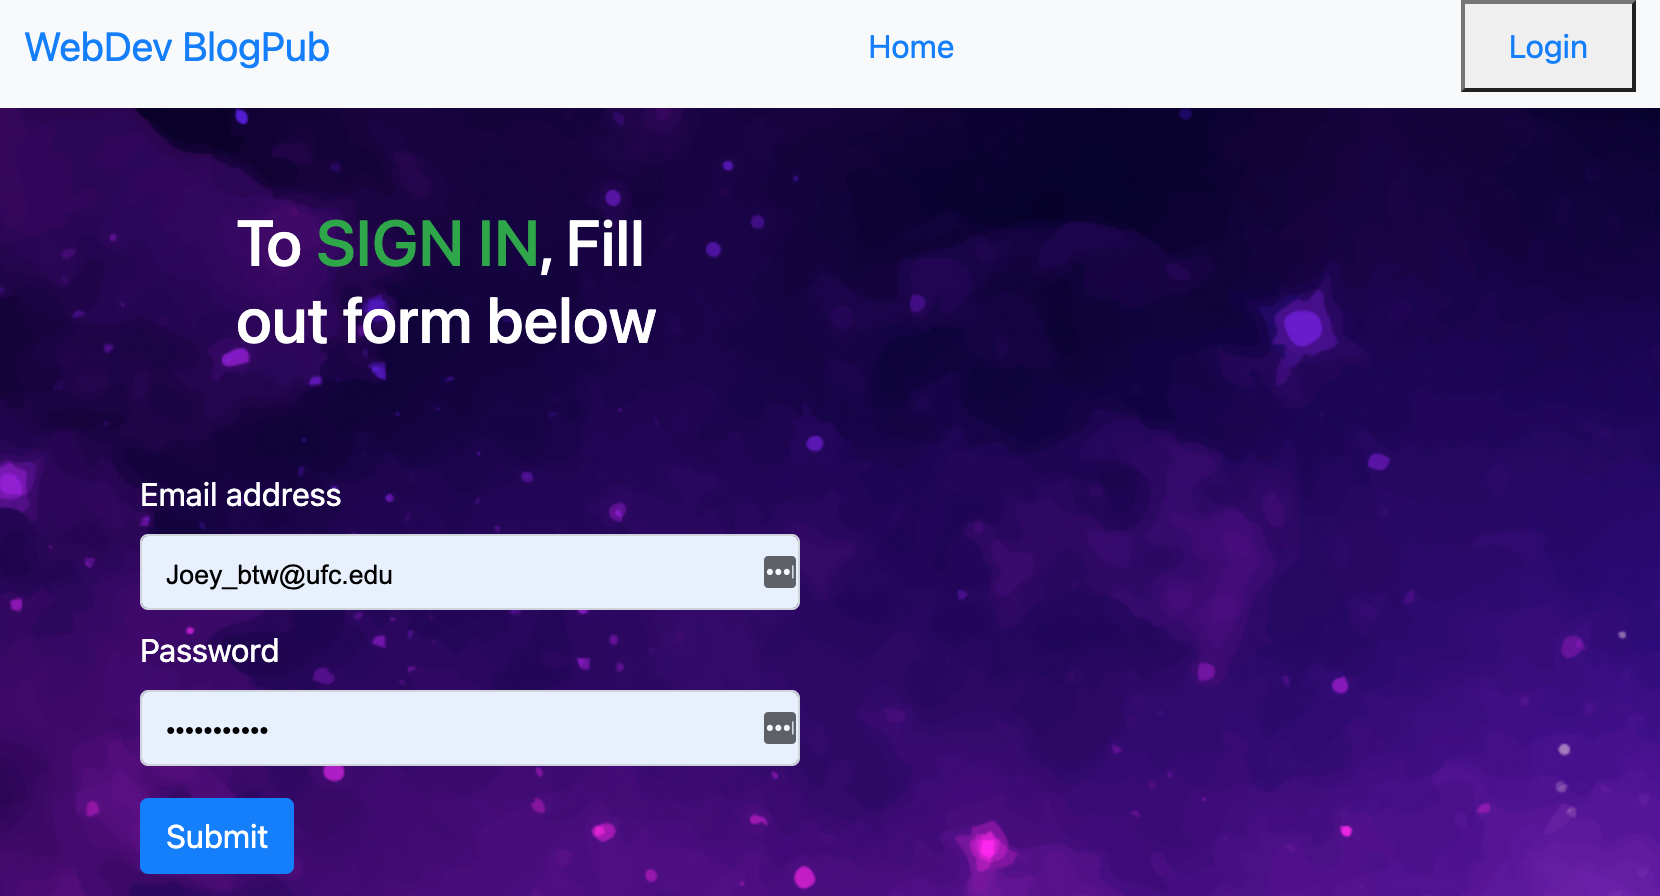 WebDev BlogPub
Home
Login
To SIGN IN, Fill
out form below
Email address
Joey_btw@ufc.edu
Password
•••••••••••
Submit